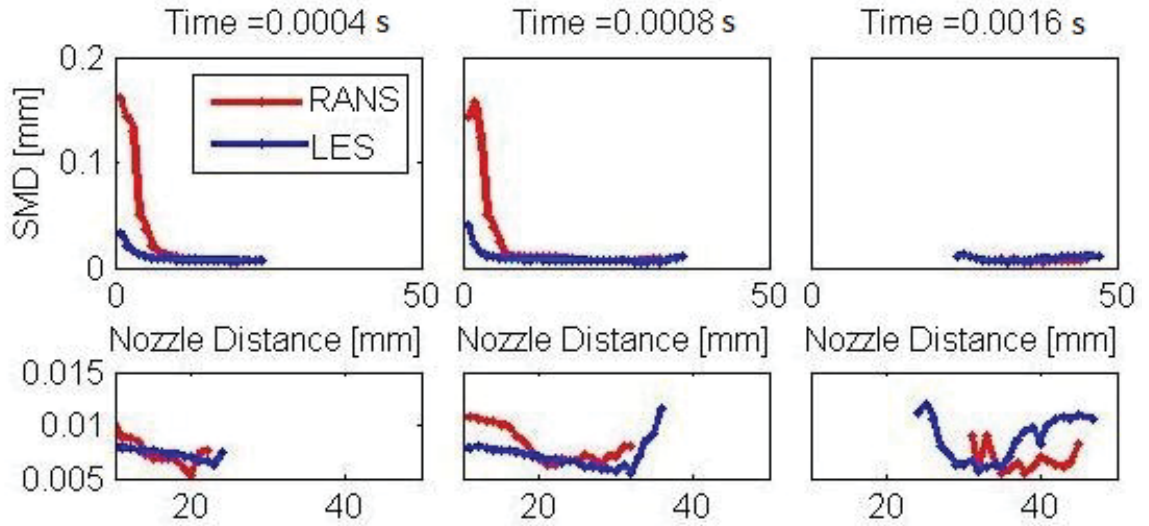 Time =0.0004 s Time =0.0008 s Time =0.0016 s
0.2
RANS
LES
0.1
SMD [mm]
0
0 50 0 50 0 50
Nozzle Distance [mm] Nozzle Distance [mm] Nozzle Distance [mm]
0.015
0.01
0.005
20 40 20 40 20 40